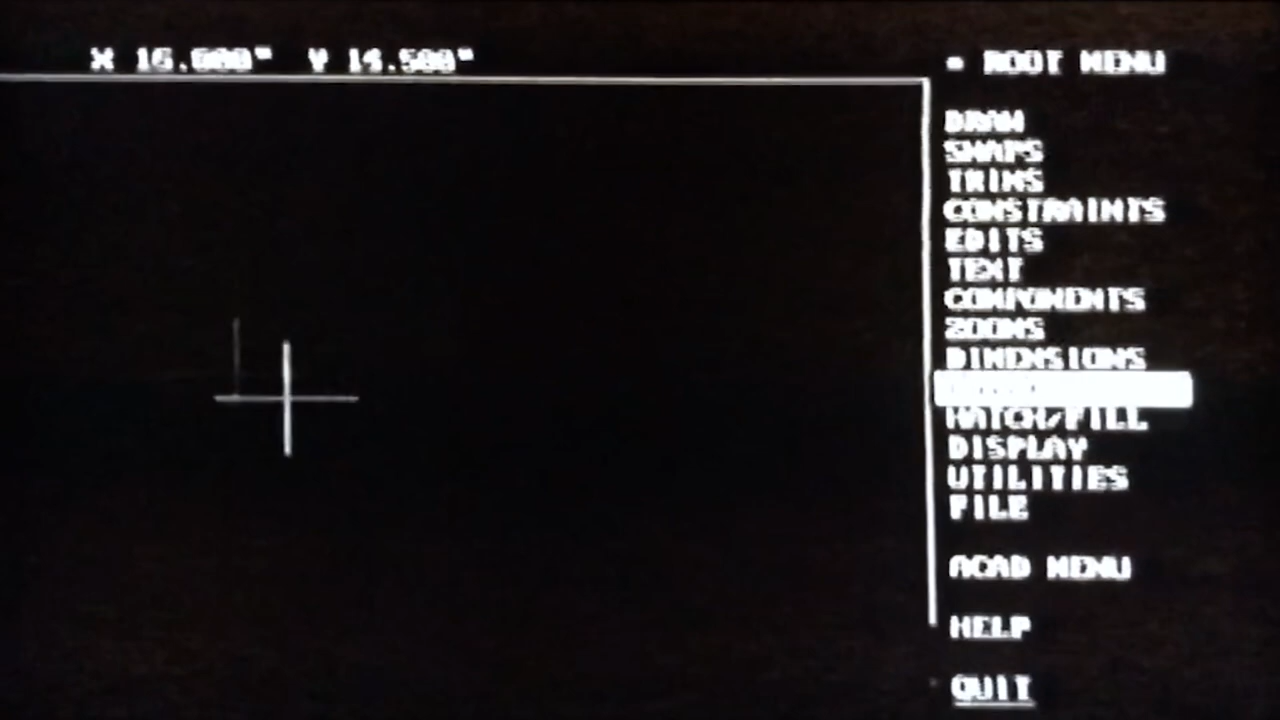 X 16.000" Y 14.500"
* ROOT MENU
DRAW
SNAPS
TRIMS
CONSTRAINTS
EDITS
TEXT
COMPONENTS
ZOOMS
DIMENSIONS
HATCH/FILL
DISPLAY
UTILITIES
FILE
ACAD MENU
HELP
QUIT